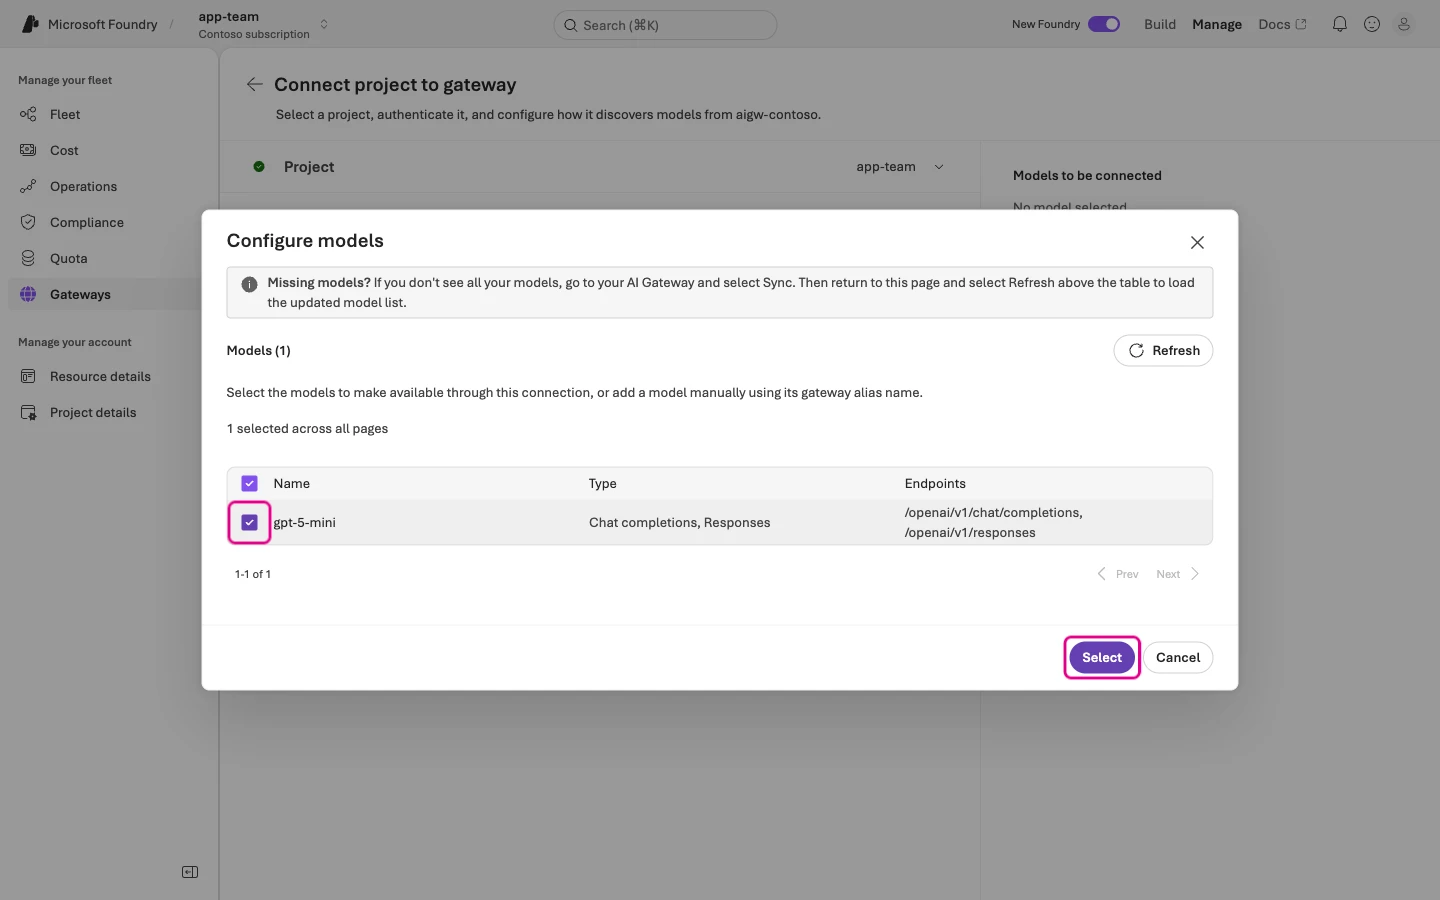 Microsoft Foundry / app-team
Contoso subscription
Search (⌘K)
New Foundry
Build
Manage
Docs
Manage your fleet
Fleet
Cost
Operations
Compliance
Quota
Gateways
Manage your account
Resource details
Project details
Connect project to gateway
Select a project, authenticate it, and configure how it discovers models from aigw-contoso.
Project
app-team
Models to be connected
No model selected
Configure models
Missing models? If you don't see all your models, go to your AI Gateway and select Sync. Then return to this page and select Refresh above the table to load
the updated model list.
Models (1)
Refresh
Select the models to make available through this connection, or add a model manually using its gateway alias name.
1 selected across all pages
Name Type Endpoints
gpt-5-mini Chat completions, Responses /openai/v1/chat/completions,
/openai/v1/responses
1-1 of 1
Prev Next
Select Cancel